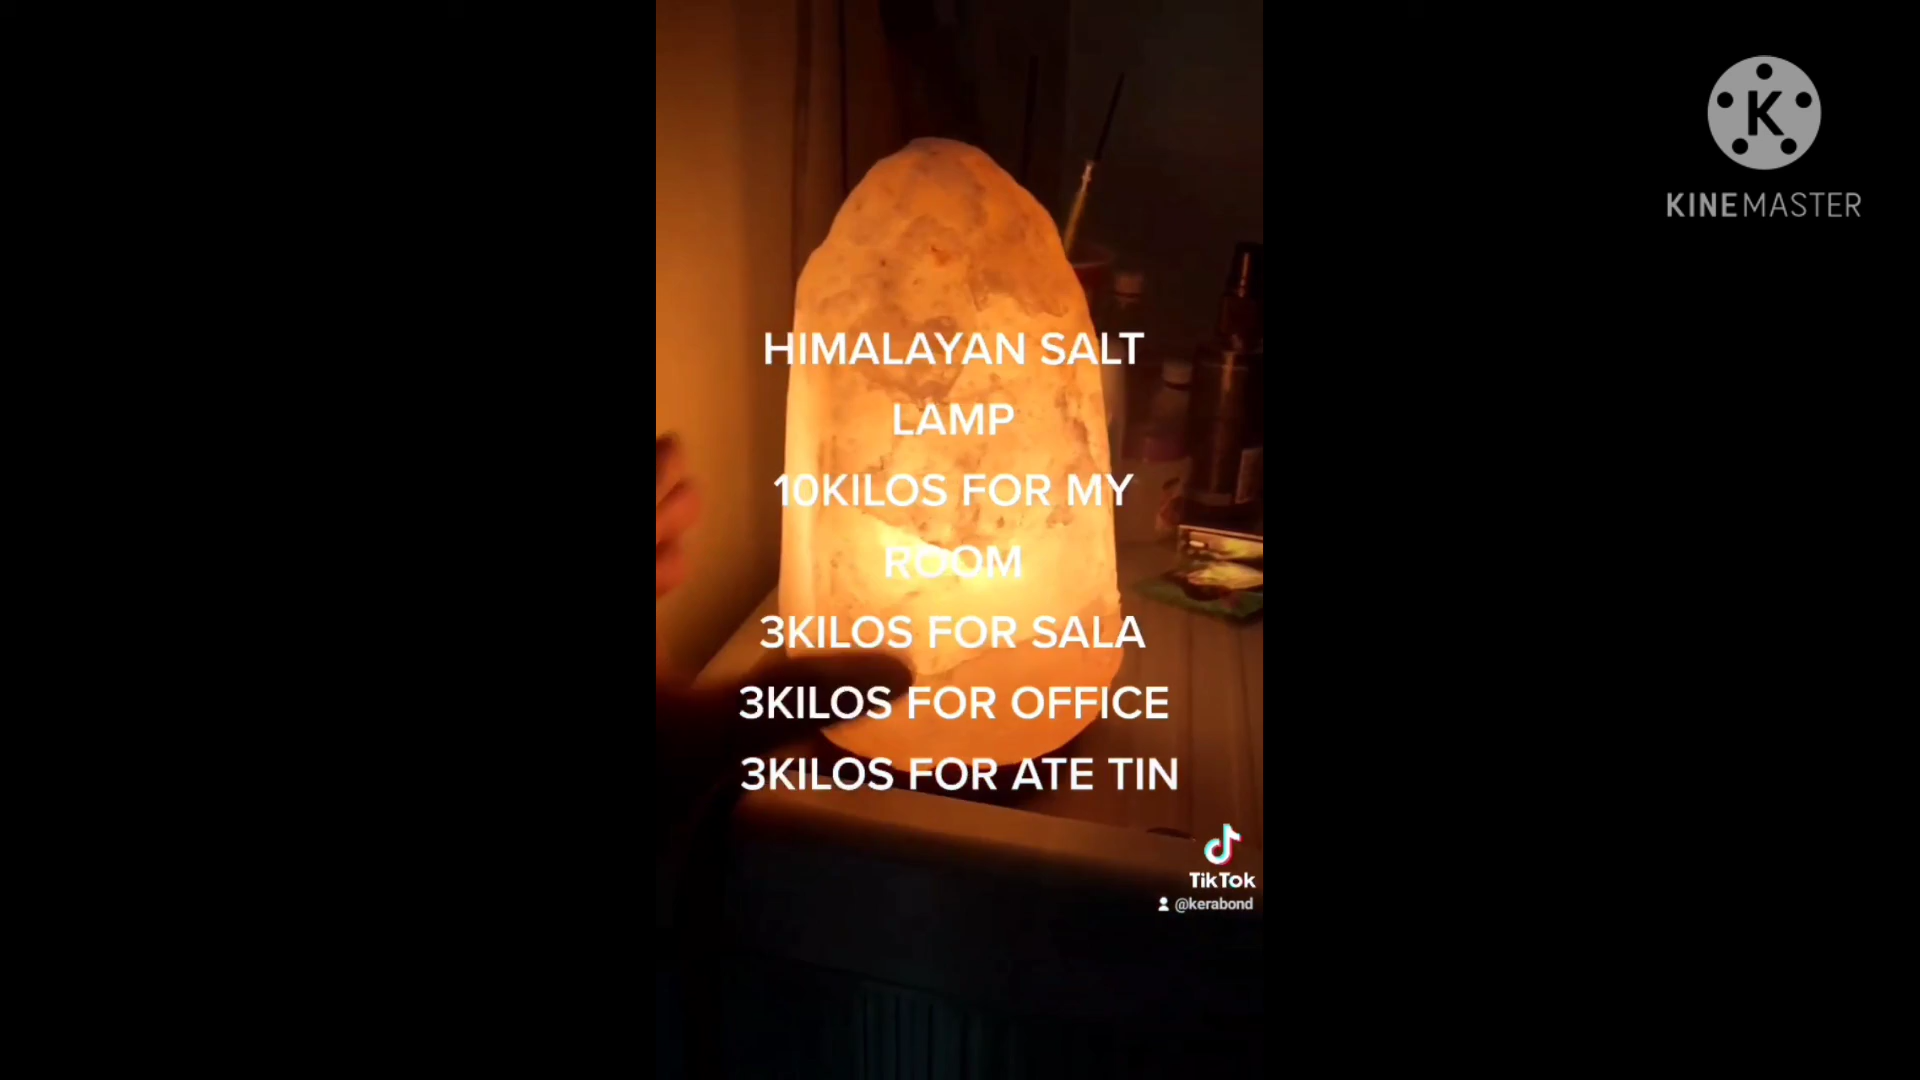 K
KINEMASTER
HIMALAYAN SALT
LAMP
10KILOS FOR MY
ROOM
3KILOS FOR SALA
3KILOS FOR OFFICE
3KILOS FOR ATE TIN
TikTok
@kerabond